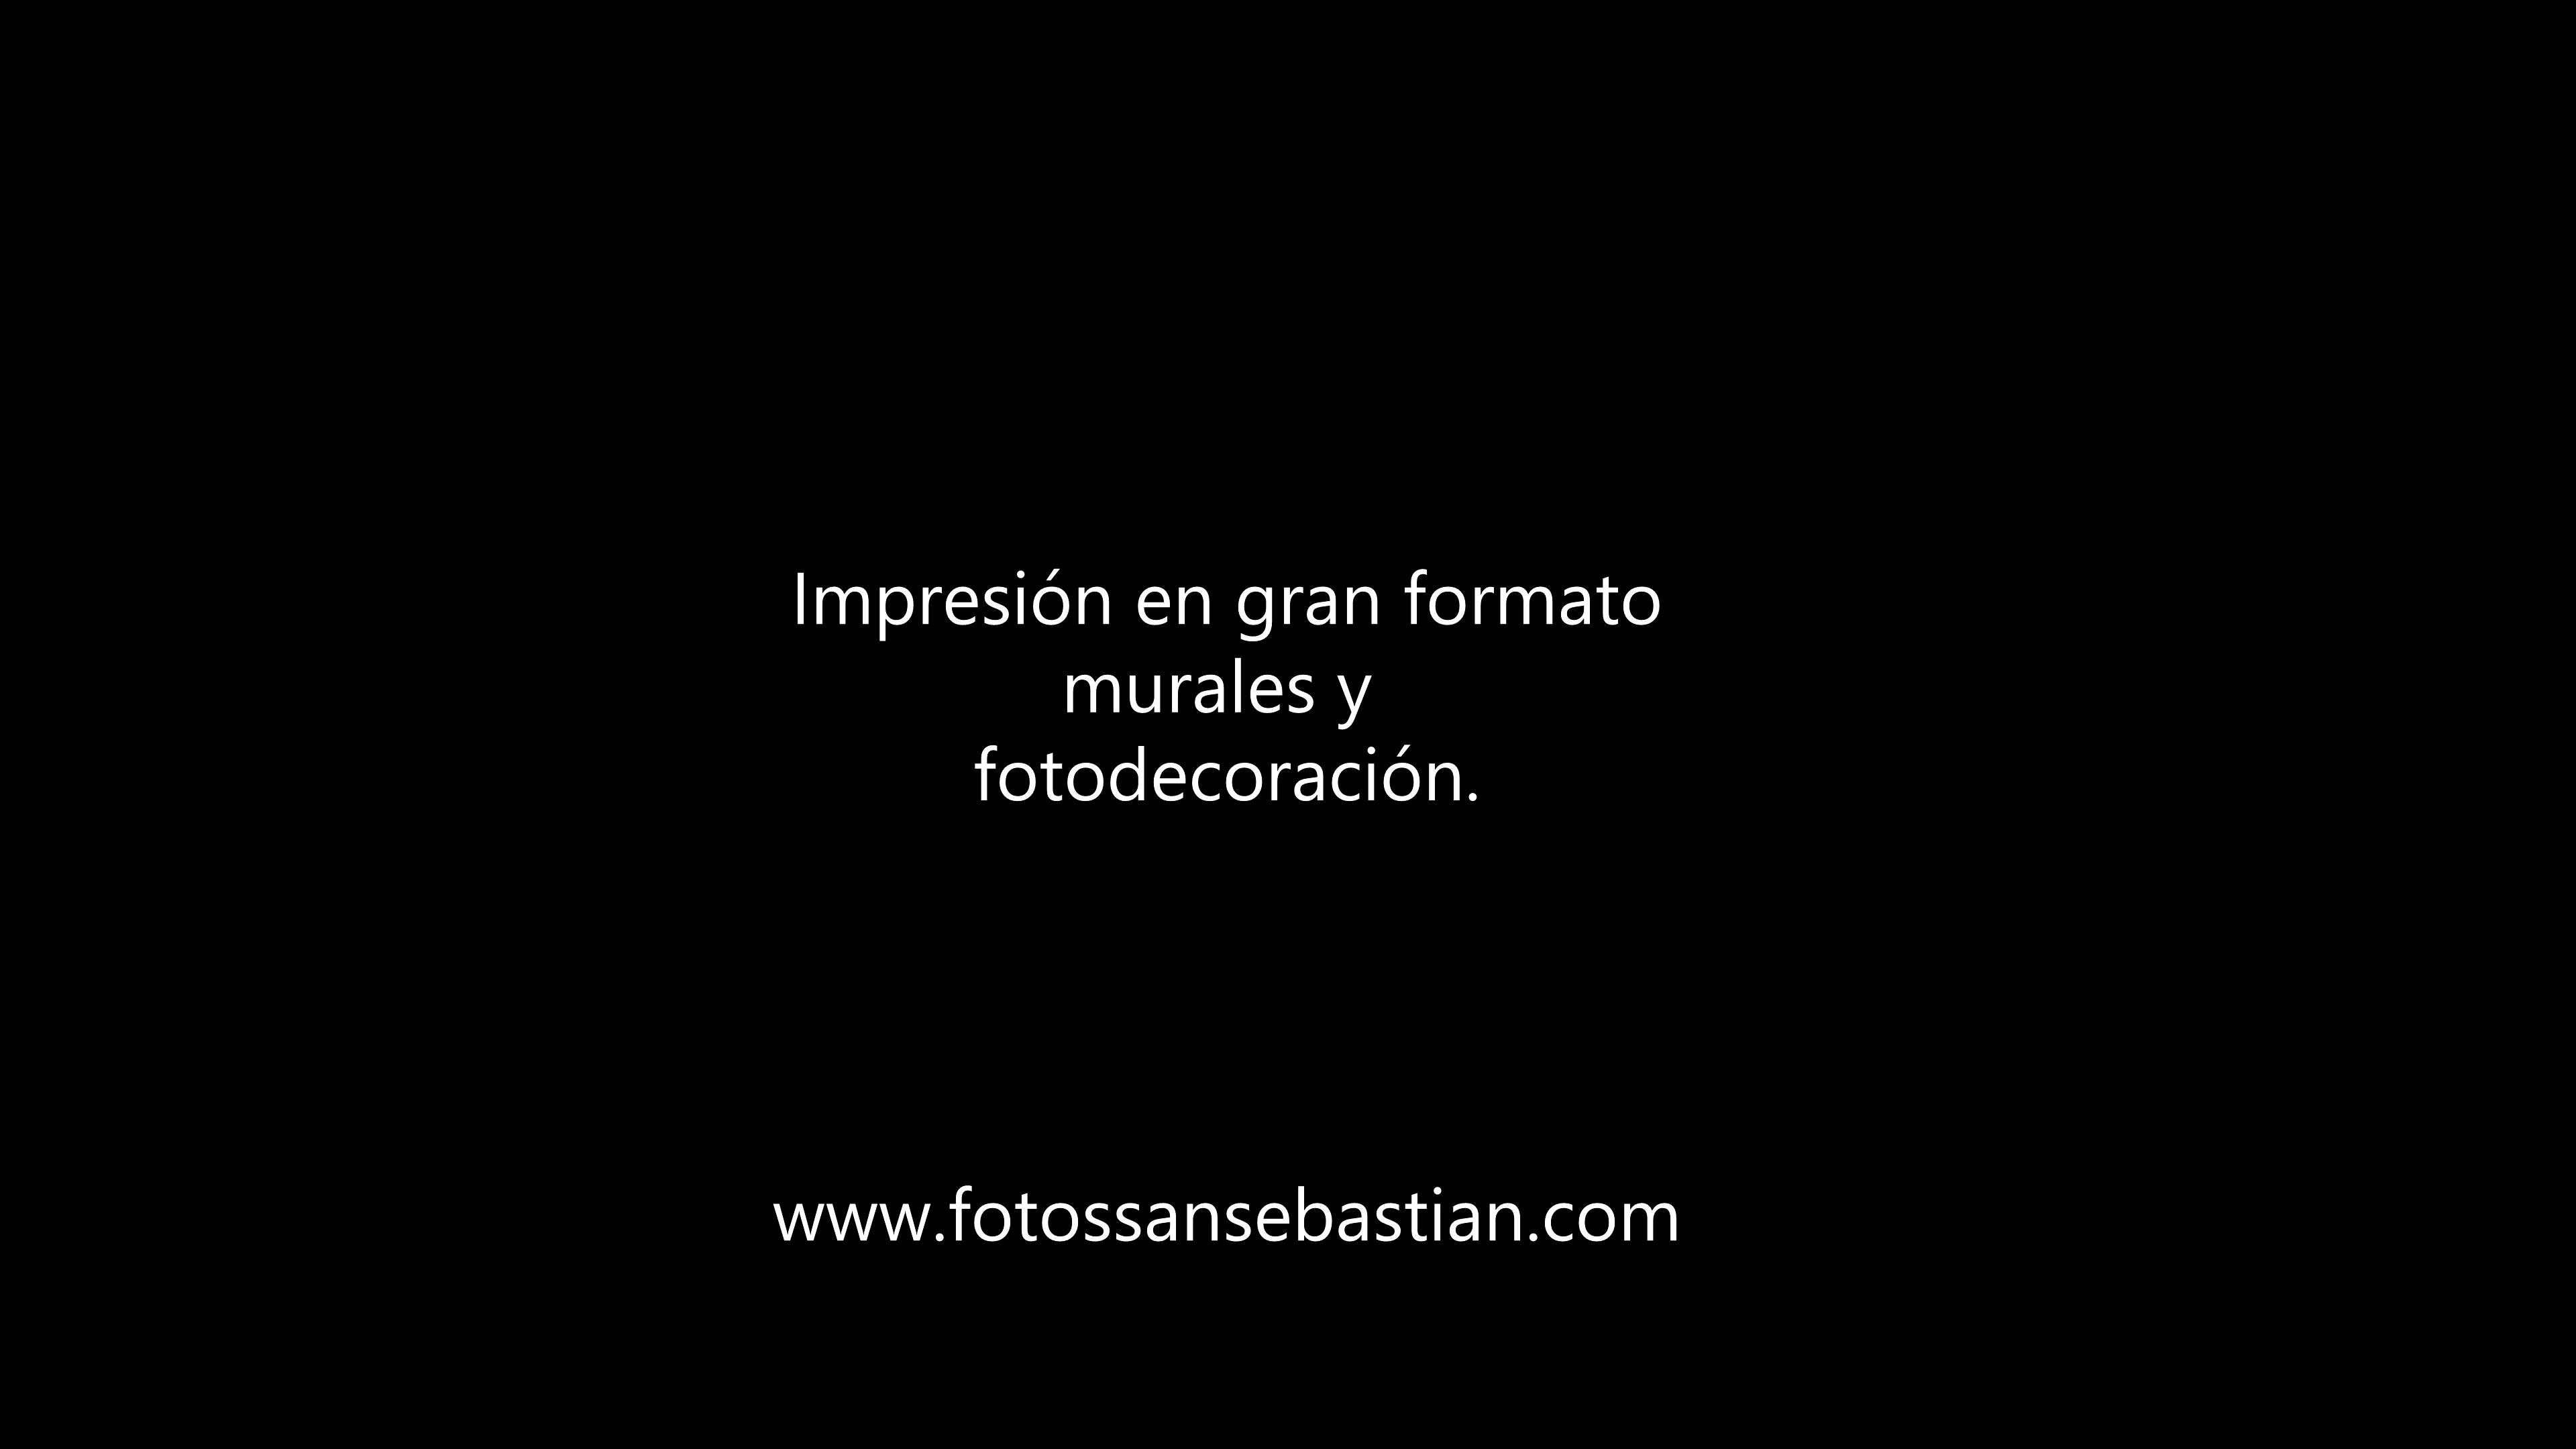 Impresión en gran formato
murales y
fotodecoración.
www.fotossansebastian.com